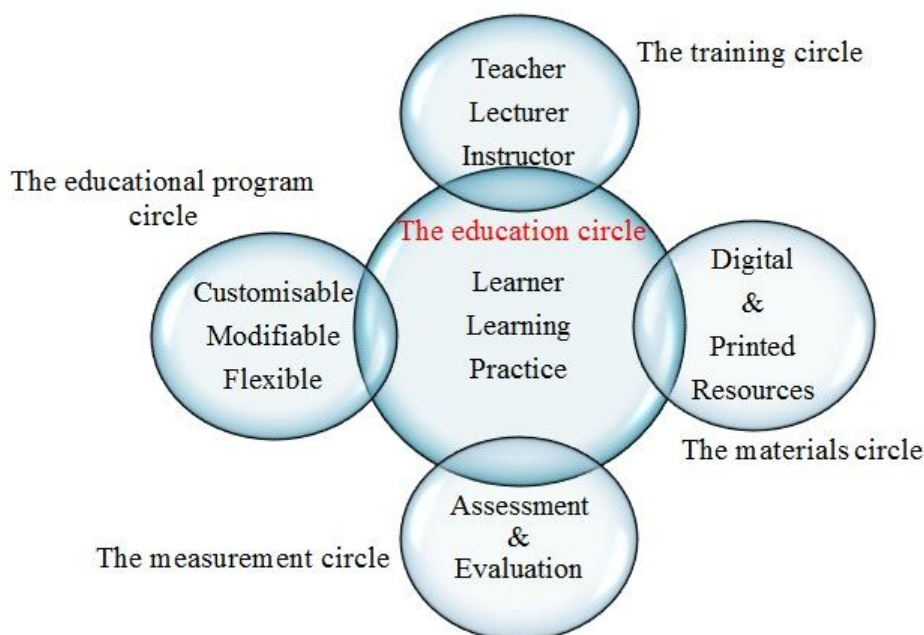 The training circle
Teacher
Lecturer
Instructor
The educational program
circle
Customisable
Modifiable
Flexible
The education circle
Learner
Learning
Practice
Digital
&
Printed
Resources
The materials circle
The measurement circle
Assessment
&
Evaluation